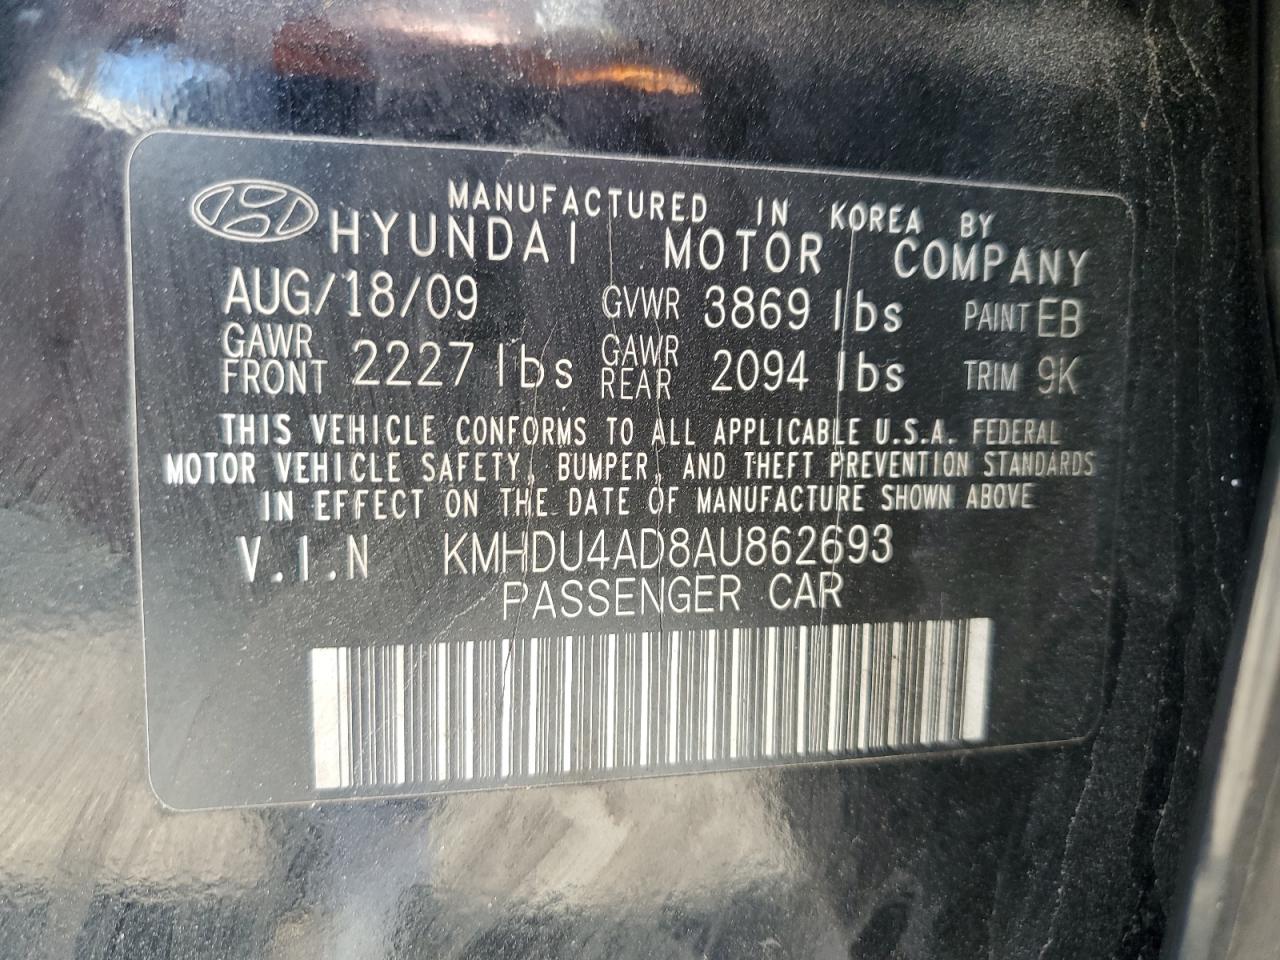 MANUFACTURED IN KOREA BY
HYUNDAI MOTOR COMPANY
AUG/18/09 GVWR 3869 lbs PAINT EB
GAWR FRONT 2227 lbs GAWR REAR 2094 lbs TRIM 9K
THIS VEHICLE CONFORMS TO ALL APPLICABLE U.S.A. FEDERAL
MOTOR VEHICLE SAFETY, BUMPER, AND THEFT PREVENTION STANDARDS
IN EFFECT ON THE DATE OF MANUFACTURE SHOWN ABOVE
V.I.N KMHDU4AD8AU862693
PASSENGER CAR